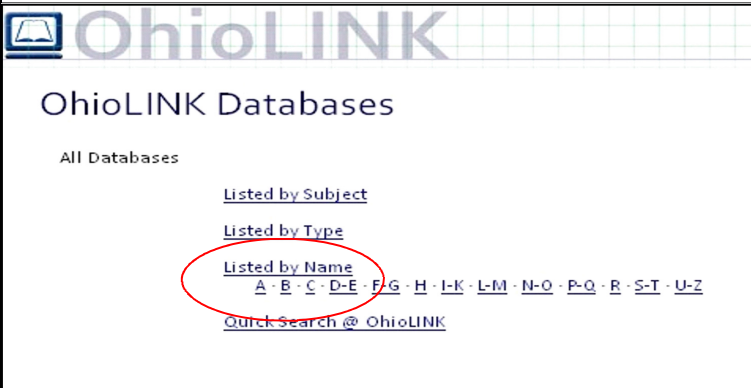 OhioLINK
OhioLINK Databases
All Databases
Listed by Subject
Listed by Type
Listed by Name
A · B · C · D-E · F-G · H · I-K · L-M · N-O · P-Q · R · S-T · U-Z
Quick Search @ OhioLINK